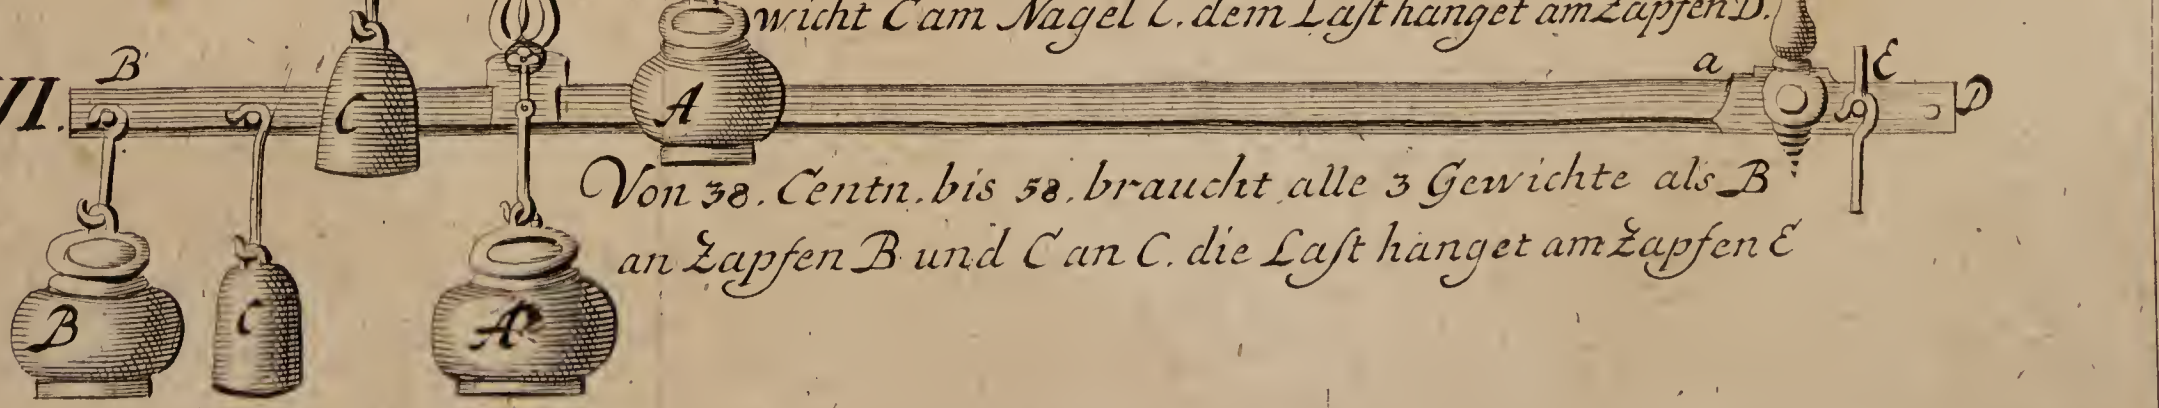 wicht C am Nagel C. dem Last hanget am Zapfen D.
B
a
E
VI.
C
A
D
Von 38. Centn. bis 58. braucht alle 3 Gewichte als B
an Zapfen B und C an C. die Last hanget am Zapfen E
B
C
A